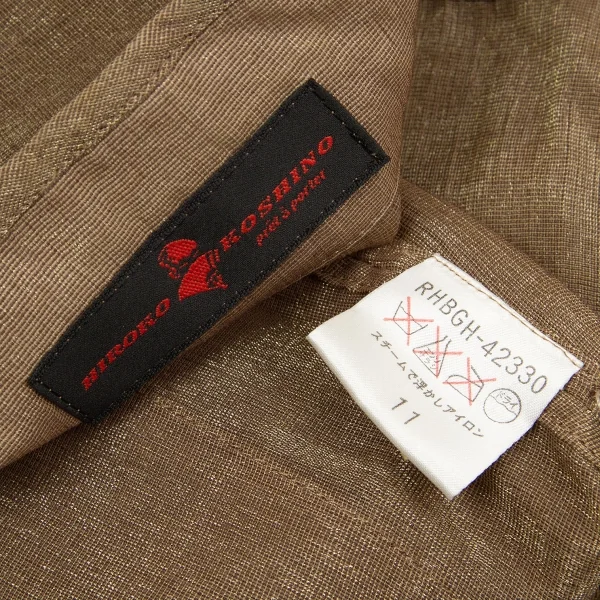 HIROKO KOSHINO
prêt à porter
RHBGH-42330
ドライ
スチームで浮かしアイロン
11